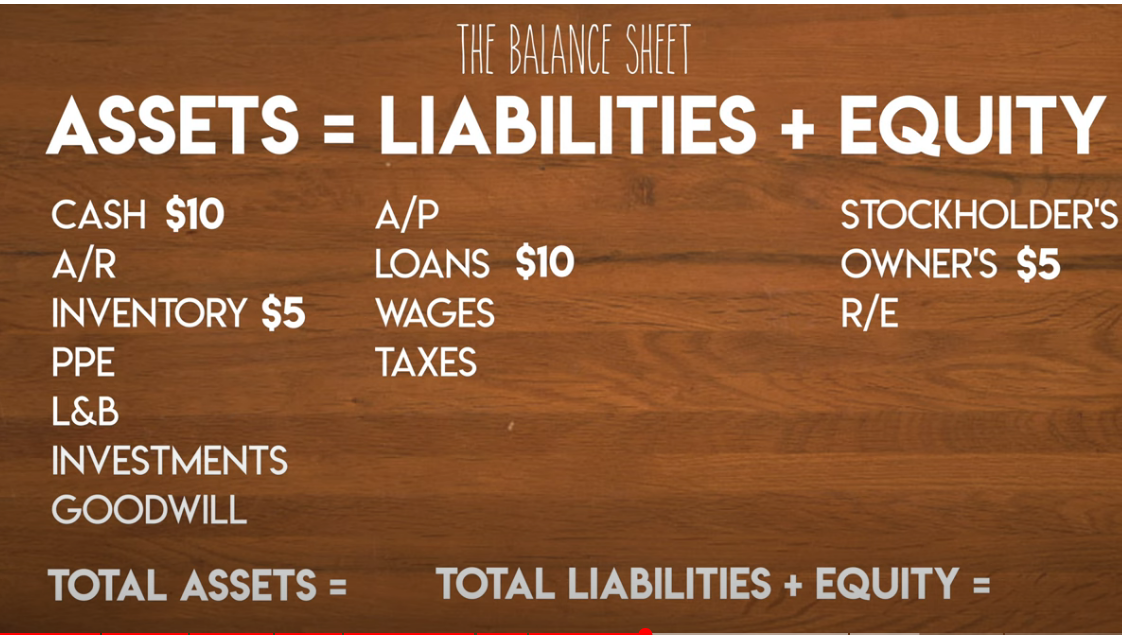 THE BALANCE SHEET
ASSETS = LIABILITIES + EQUITY
CASH $10
A/R
INVENTORY $5
PPE
L&B
INVESTMENTS
GOODWILL
A/P
LOANS $10
WAGES
TAXES
STOCKHOLDER'S
OWNER'S $5
R/E
TOTAL ASSETS =
TOTAL LIABILITIES + EQUITY =